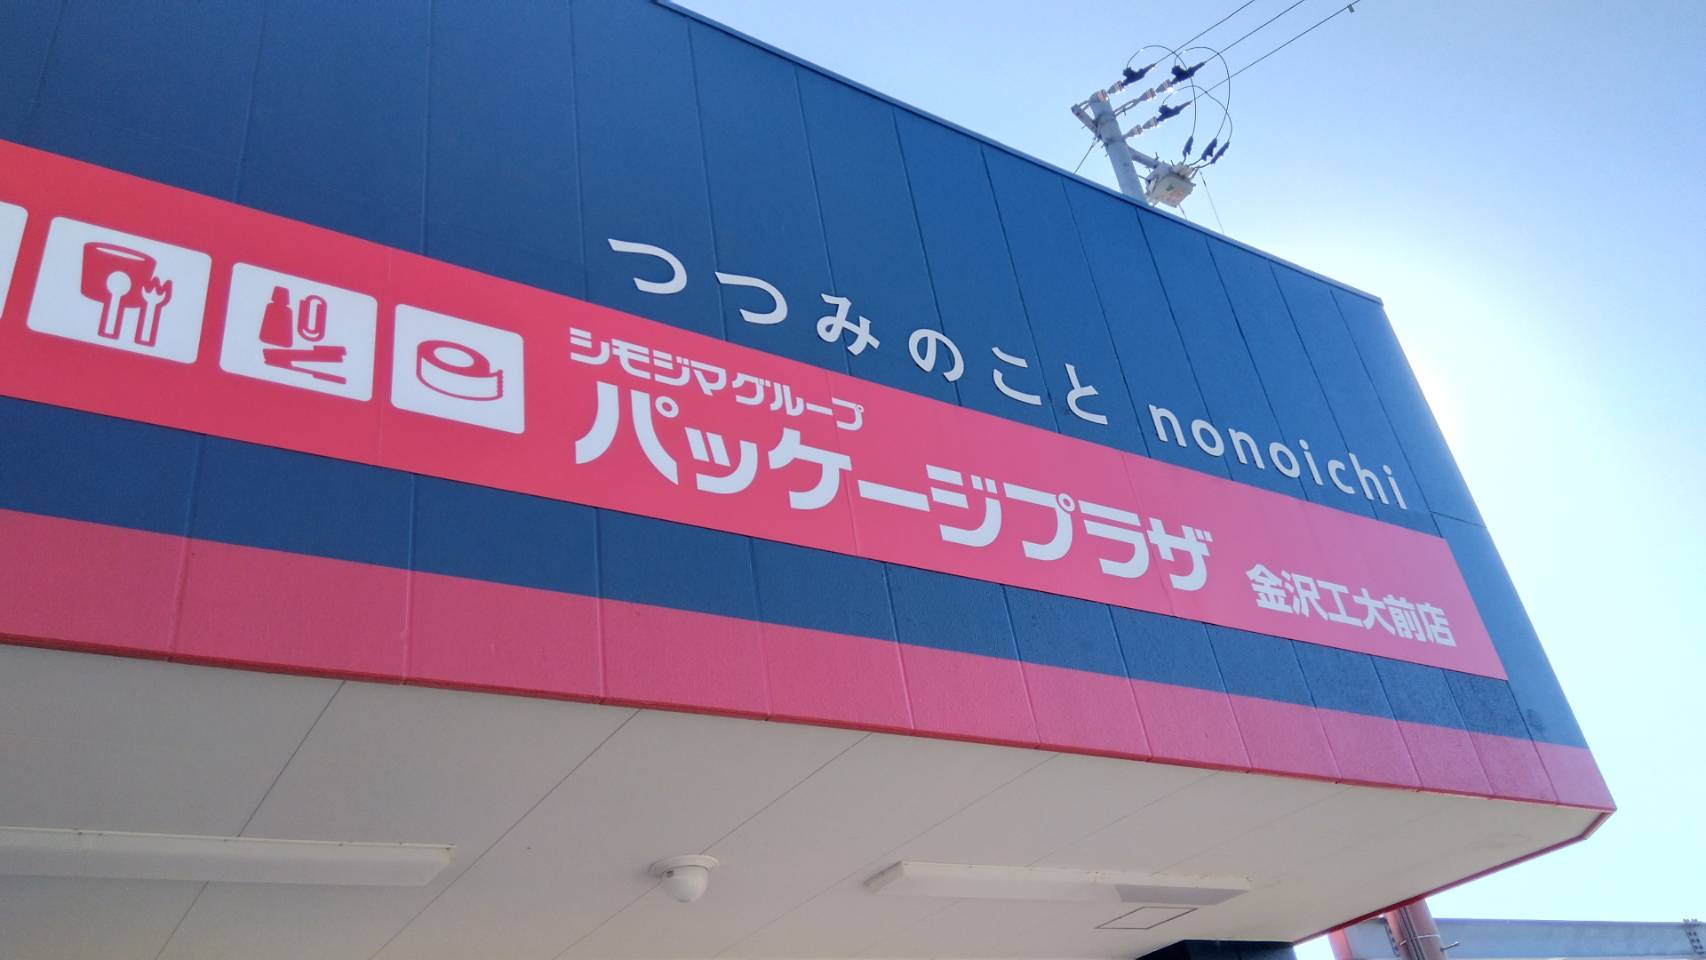 つつみのこと nonoichi
シモジマグループ
パッケージプラザ 金沢工大前店